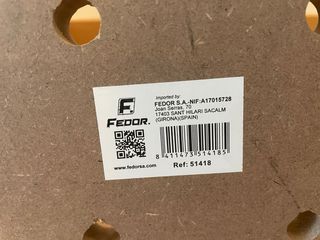 Imported by:
FEDOR S.A.-NIF:A17015728
Joan Serras, 70
17403 SANT HILARI SACALM
(GIRONA)(SPAIN)
F
FEDOR.
www.fedorsa.com
8 411473 514185
Ref: 51418